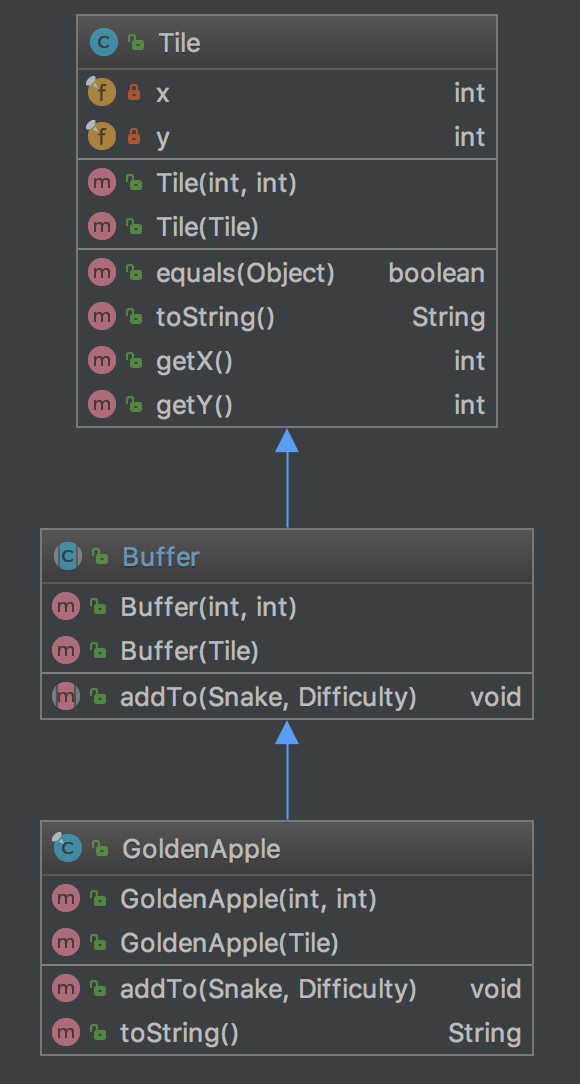 C Tile
f x int
f y int
m Tile(int, int)
m Tile(Tile)
m equals(Object) boolean
m toString() String
m getX() int
m getY() int
C Buffer
m Buffer(int, int)
m Buffer(Tile)
m addTo(Snake, Difficulty) void
C GoldenApple
m GoldenApple(int, int)
m GoldenApple(Tile)
m addTo(Snake, Difficulty) void
m toString() String